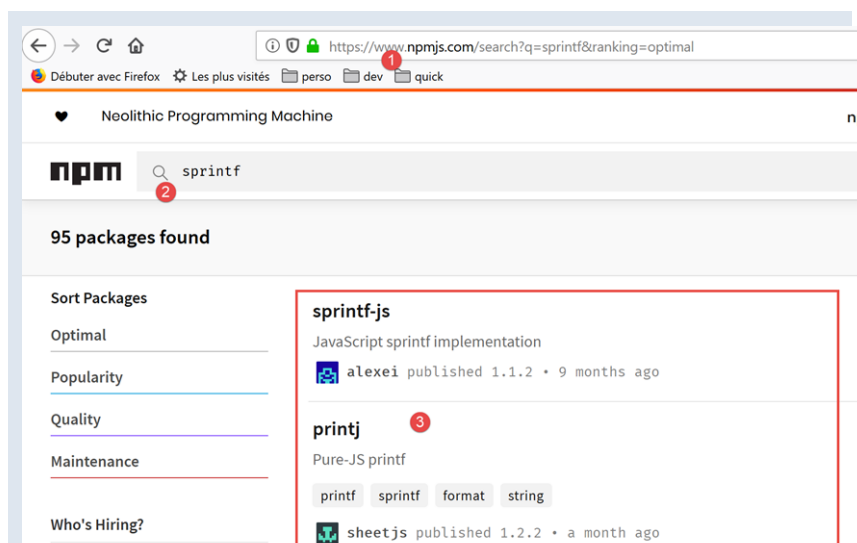 https://www.npmjs.com/search?q=sprintf&ranking=optimal
1
Débuter avec Firefox Les plus visités perso dev quick
Neolithic Programming Machine
n
npm sprintf
2
95 packages found
Sort Packages
Optimal
Popularity
Quality
Maintenance
Who's Hiring?
sprintf-js
JavaScript sprintf implementation
alexei published 1.1.2 • 9 months ago
printj
3
Pure-JS printf
printf sprintf format string
sheetjs published 1.2.2 • a month ago